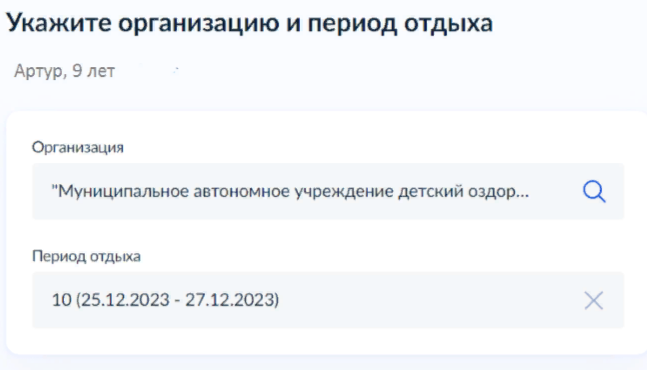 Укажите организацию и период отдыха
Артур, 9 лет
Организация
"Муниципальное автономное учреждение детский оздор...
Период отдыха
10 (25.12.2023 - 27.12.2023)